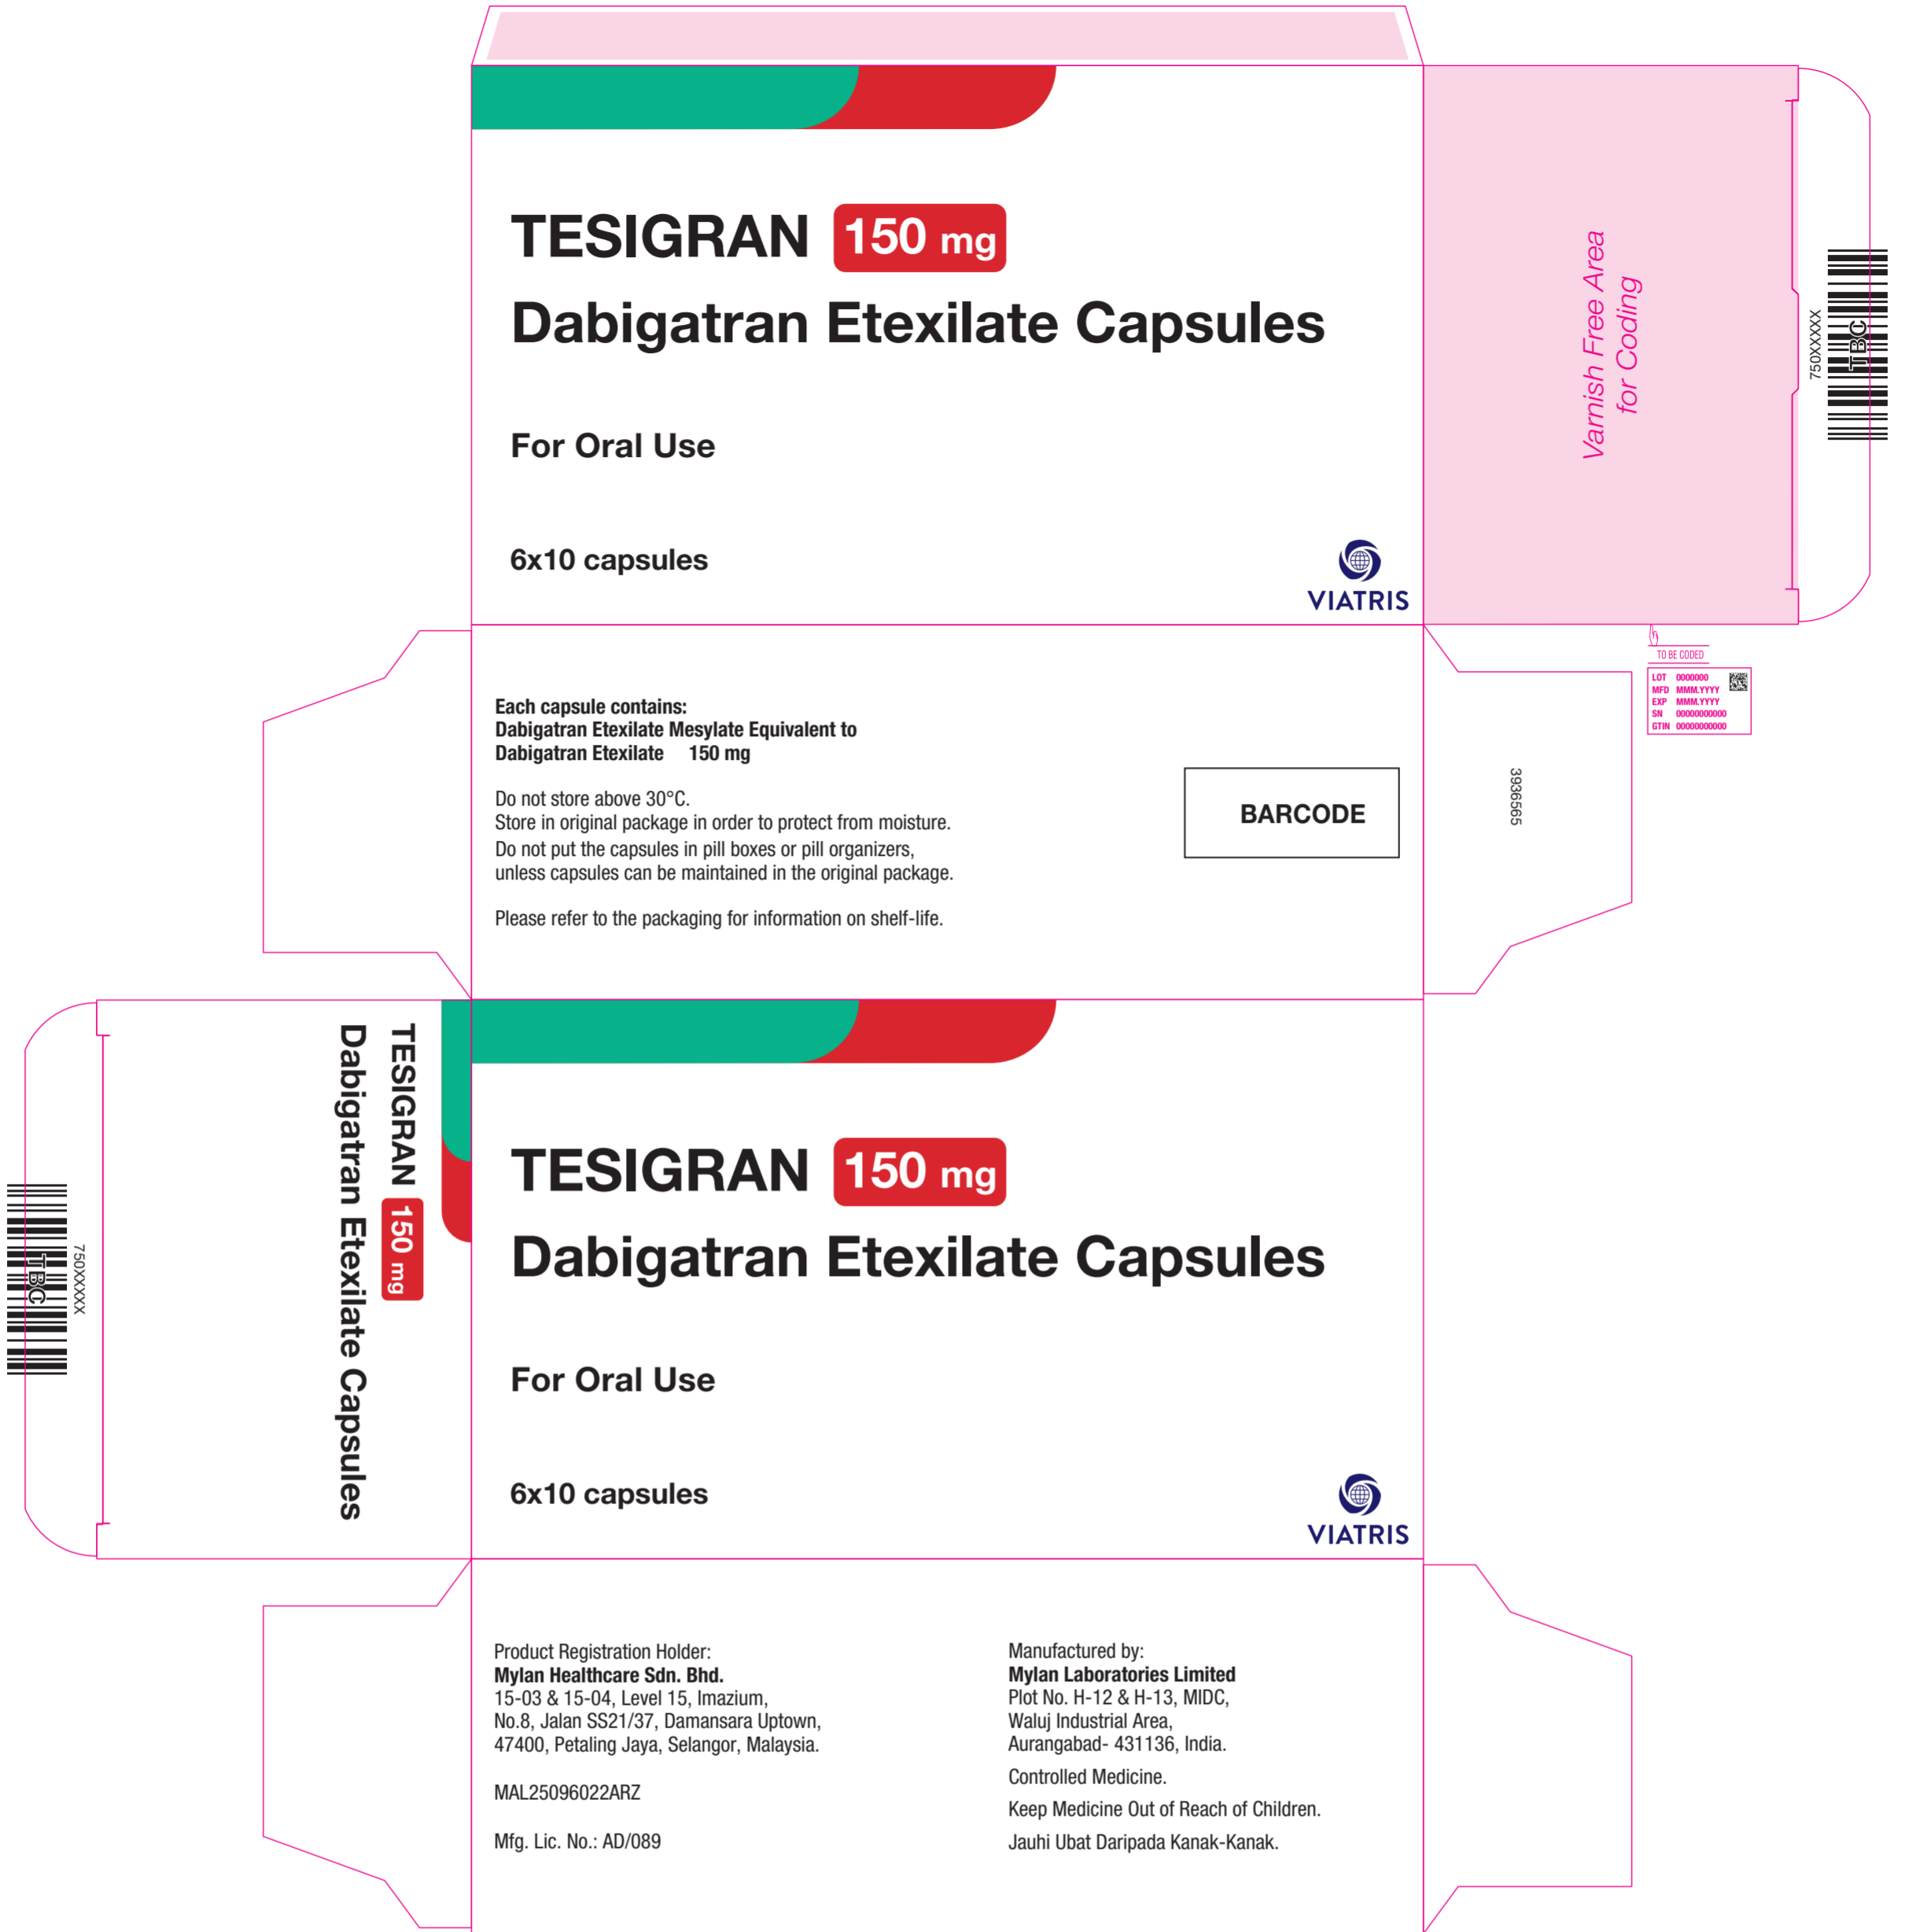 TESIGRAN 150 mg
Dabigatran Etexilate Capsules
For Oral Use
6x10 capsules
VIATRIS
Varnish Free Area
for Coding
750XXXXX
TBC
TO BE CODED
LOT 0000000
MFD MMM.YYYY
EXP MMM.YYYY
SN 00000000000
GTIN 00000000000
Each capsule contains:
Dabigatran Etexilate Mesylate Equivalent to
Dabigatran Etexilate 150 mg
Do not store above 30°C.
Store in original package in order to protect from moisture.
Do not put the capsules in pill boxes or pill organizers,
unless capsules can be maintained in the original package.
Please refer to the packaging for information on shelf-life.
BARCODE
3936565
TESIGRAN 150 mg
Dabigatran Etexilate Capsules
750XXXXX
TBC
TESIGRAN 150 mg
Dabigatran Etexilate Capsules
For Oral Use
6x10 capsules
VIATRIS
Product Registration Holder:
Mylan Healthcare Sdn. Bhd.
15-03 & 15-04, Level 15, Imazium,
No.8, Jalan SS21/37, Damansara Uptown,
47400, Petaling Jaya, Selangor, Malaysia.
MAL25096022ARZ
Mfg. Lic. No.: AD/089
Manufactured by:
Mylan Laboratories Limited
Plot No. H-12 & H-13, MIDC,
Waluj Industrial Area,
Aurangabad- 431136, India.
Controlled Medicine.
Keep Medicine Out of Reach of Children.
Jauhi Ubat Daripada Kanak-Kanak.